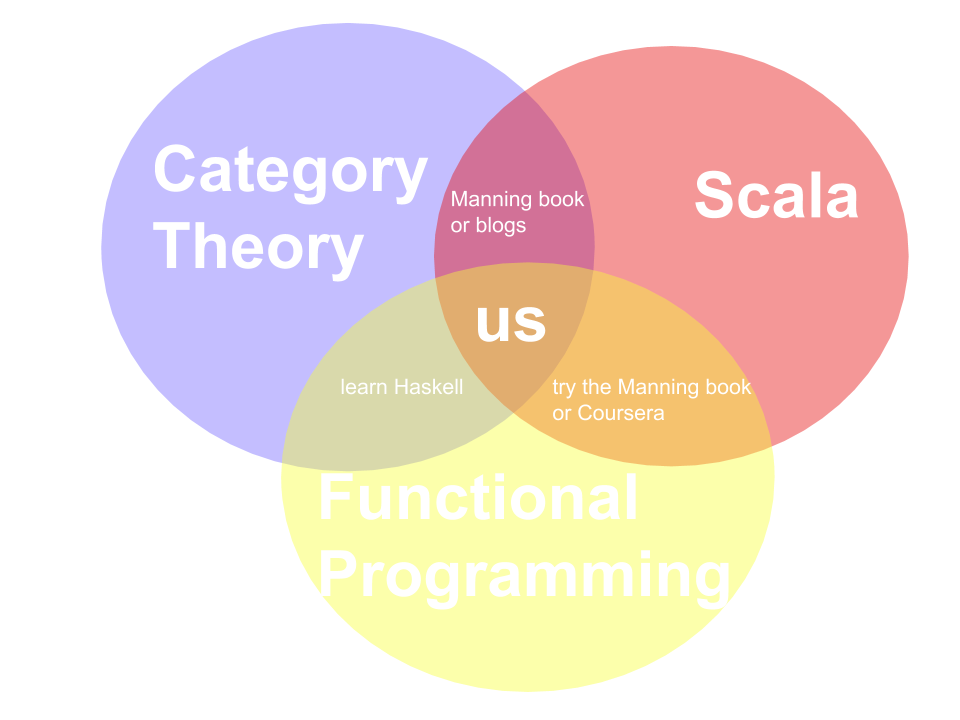 Category
Theory
Scala
Manning book
or blogs
us
learn Haskell
try the Manning book
or Coursera
Functional
Programming